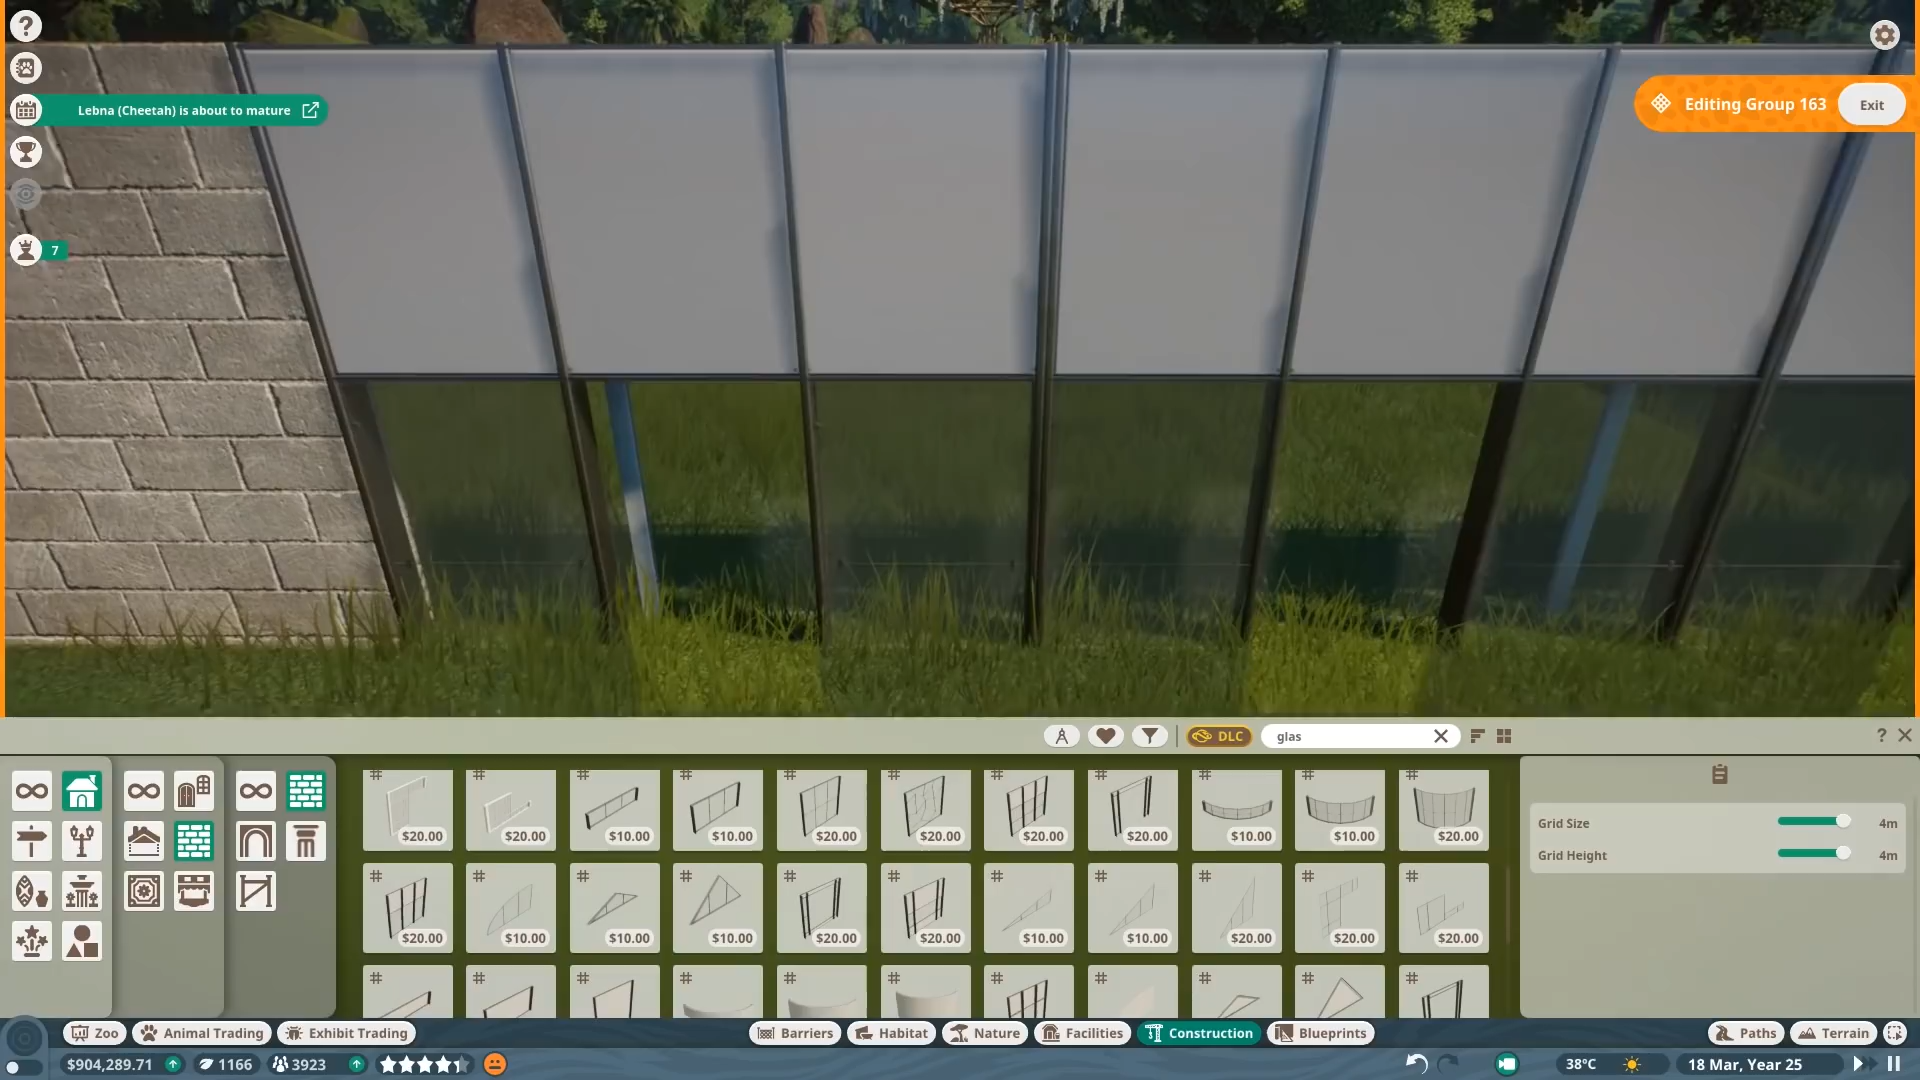 ?
Lebna (Cheetah) is about to mature
Editing Group 163
Exit
7
DLC
glas
?
$20.00
$20.00
$10.00
$10.00
$20.00
$20.00
$20.00
$20.00
$10.00
$10.00
$20.00
$20.00
$10.00
$10.00
$10.00
$20.00
$20.00
$10.00
$10.00
$20.00
$20.00
$20.00
Grid Size
4m
Grid Height
4m
Zoo
Animal Trading
Exhibit Trading
Barriers
Habitat
Nature
Facilities
Construction
Blueprints
Paths
Terrain
$904,289.71
1166
3923
38°C
18 Mar, Year 25